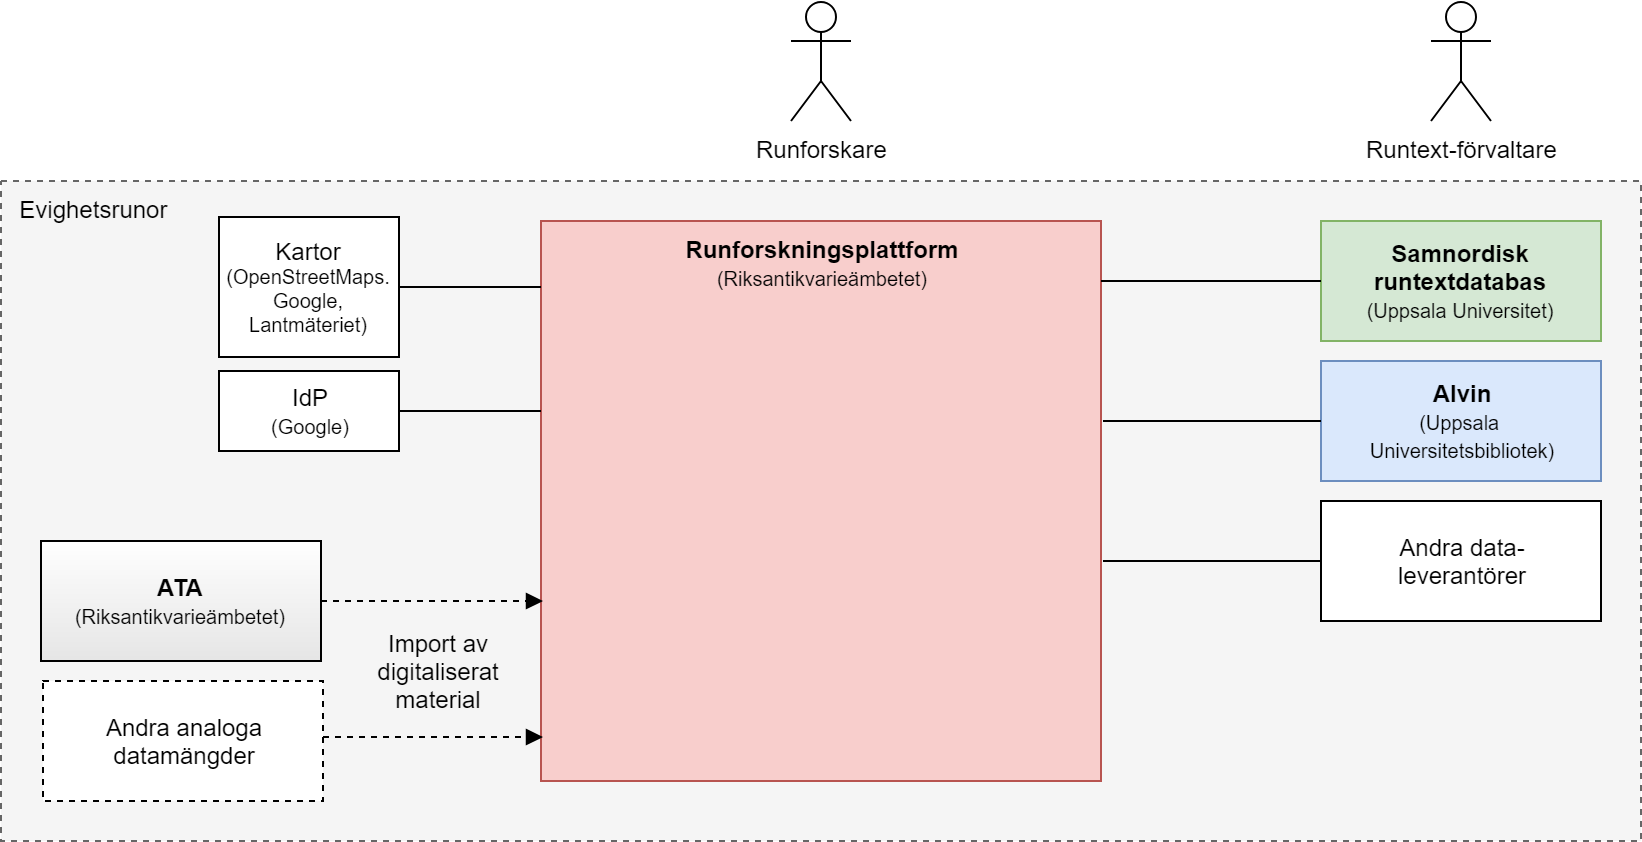 Runforskare
Runtext-förvaltare
Evighetsrunor
Kartor
(OpenStreetMaps.
Google,
Lantmäteriet)
IdP
(Google)
ATA
(Riksantikvarieämbetet)
Andra analoga
datamängder
Import av
digitaliserat
material
Runforskningsplattform
(Riksantikvarieämbetet)
Samnordisk
runtextdatabas
(Uppsala Universitet)
Alvin
(Uppsala
Universitetsbibliotek)
Andra data-
leverantörer